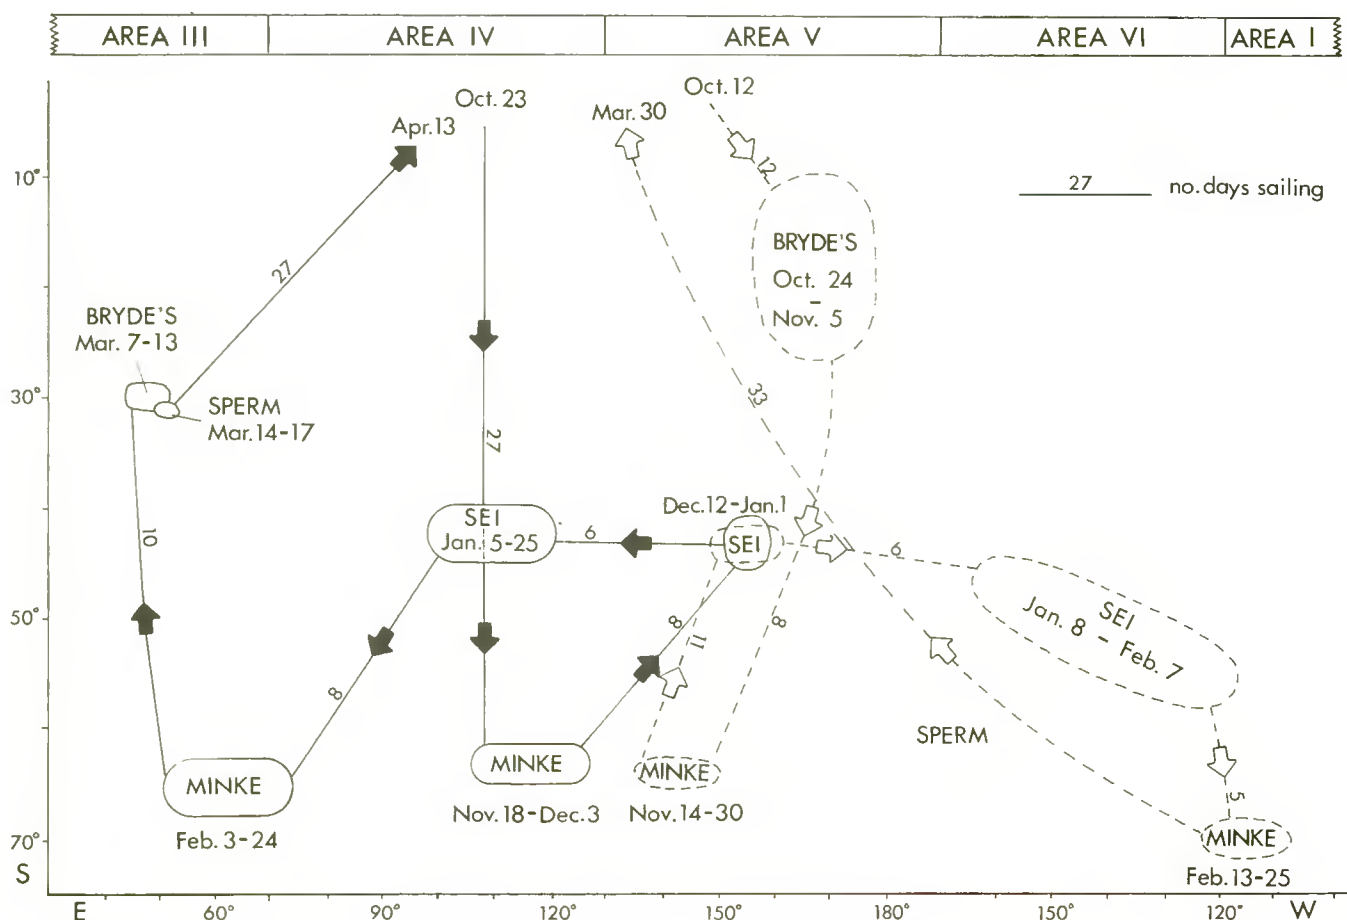 AREA III AREA IV AREA V AREA VI AREA I
Oct. 12
Oct. 23
Mar. 30
Apr. 13
12
10°
27 no. days sailing
BRYDE'S
Oct. 24
–
Nov. 5
27
BRYDE'S
Mar. 7-13
30°
33
SPERM
Mar. 14-17
27
Dec. 12-Jan. 1
SEI
Jan. 5-25
6
SEI
6
10
50°
SEI
Jan. 8 – Feb. 7
8
11
8
8
SPERM
MINKE
MINKE
MINKE
5
Nov. 18-Dec. 3
Nov. 14-30
Feb. 3-24
70°
MINKE
S
Feb. 13-25
E 60° 90° 120° 150° 180° 150° 120° W